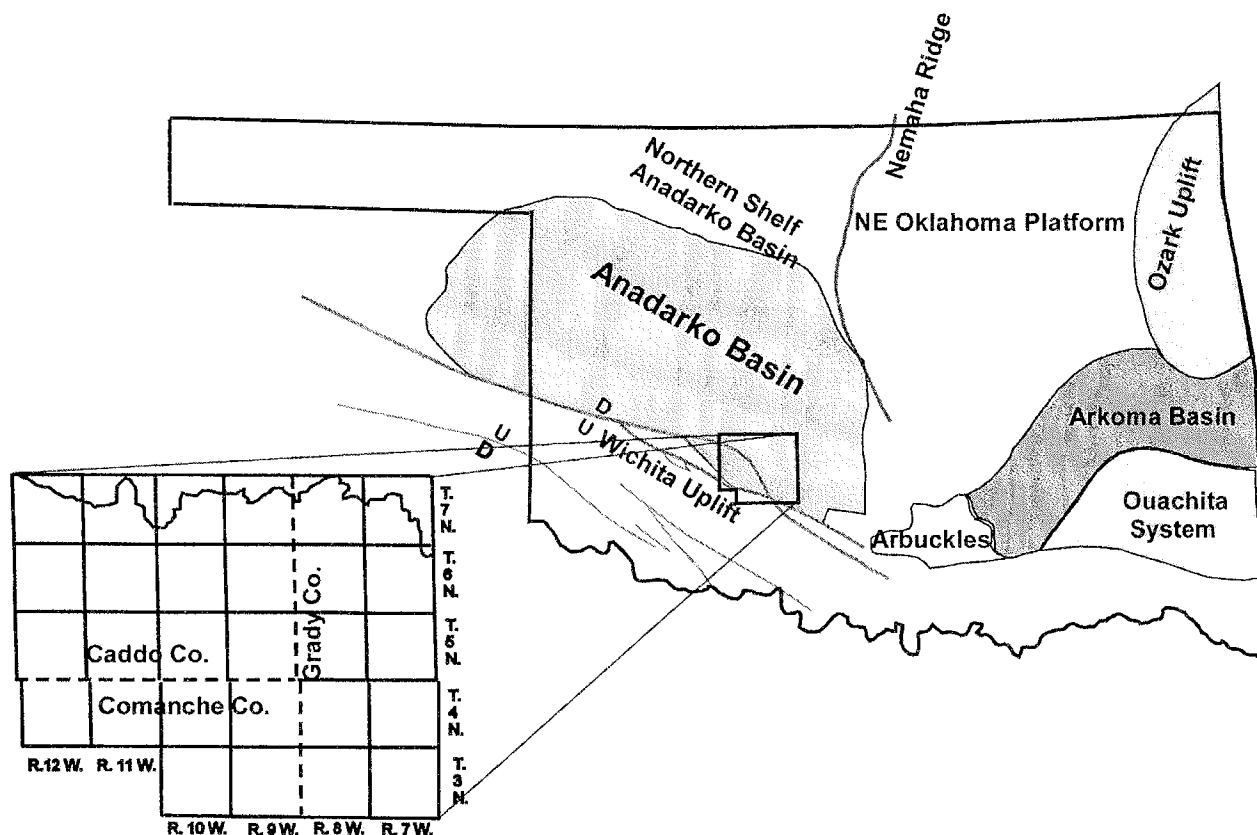 Nemaha Ridge
Northern Shelf
Anadarko Basin
NE Oklahoma Platform
Ozark Uplift
Anadarko Basin
Arkoma Basin
D
U
U
D
Wichita Uplift
Ouachita
System
Arbuckles
T.
7
N.
T.
6
N.
T.
5
N.
T.
4
N.
T.
3
N.
Grady Co.
Caddo Co.
Comanche Co.
R.12 W. R. 11 W.
R. 10 W. R. 9 W. R. 8 W. R. 7 W.